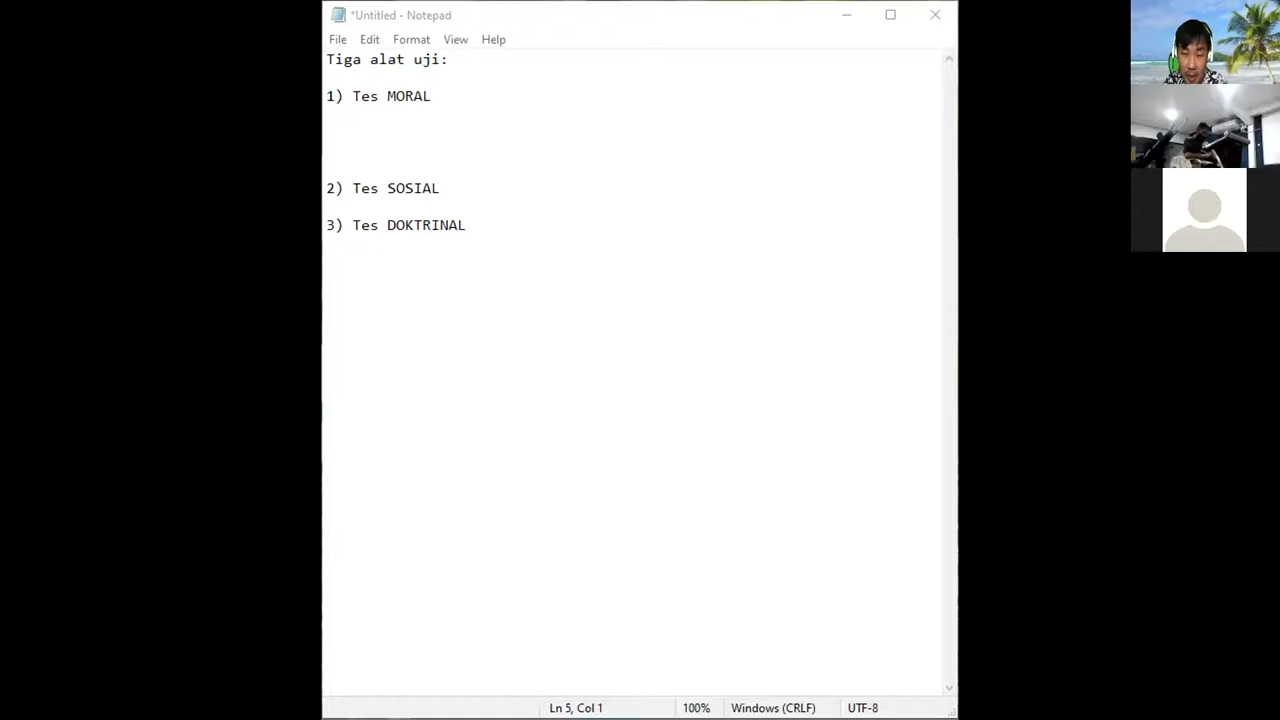 *Untitled - Notepad
File Edit Format View Help
Tiga alat uji:
1) Tes MORAL
2) Tes SOSIAL
3) Tes DOKTRINAL
Ln 5, Col 1 100% Windows (CRLF) UTF-8